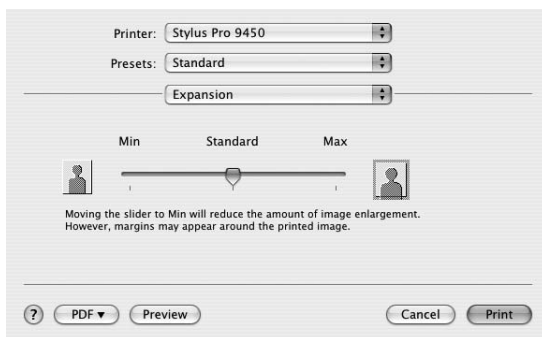 Printer: Stylus Pro 9450
Presets: Standard
Expansion
Min Standard Max
Moving the slider to Min will reduce the amount of image enlargement.
However, margins may appear around the printed image.
? PDF ▼ Preview Cancel Print